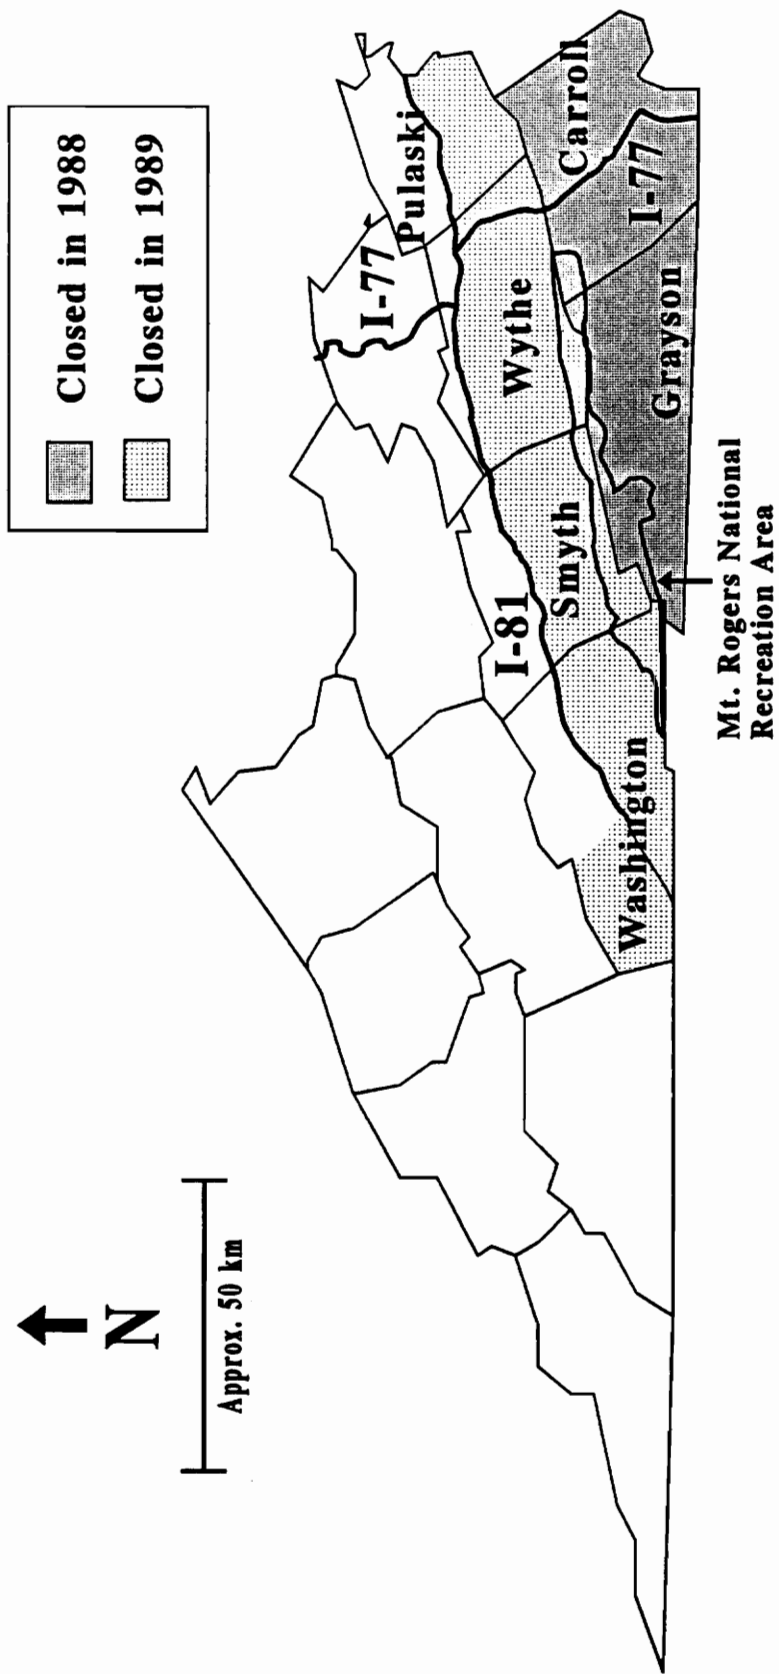 Closed in 1988
Closed in 1989
N
Approx. 50 km
I-77
Pulaski
Carroll
I-77
Wythe
Grayson
Smyth
I-81
Washington
Mt. Rogers National
Recreation Area